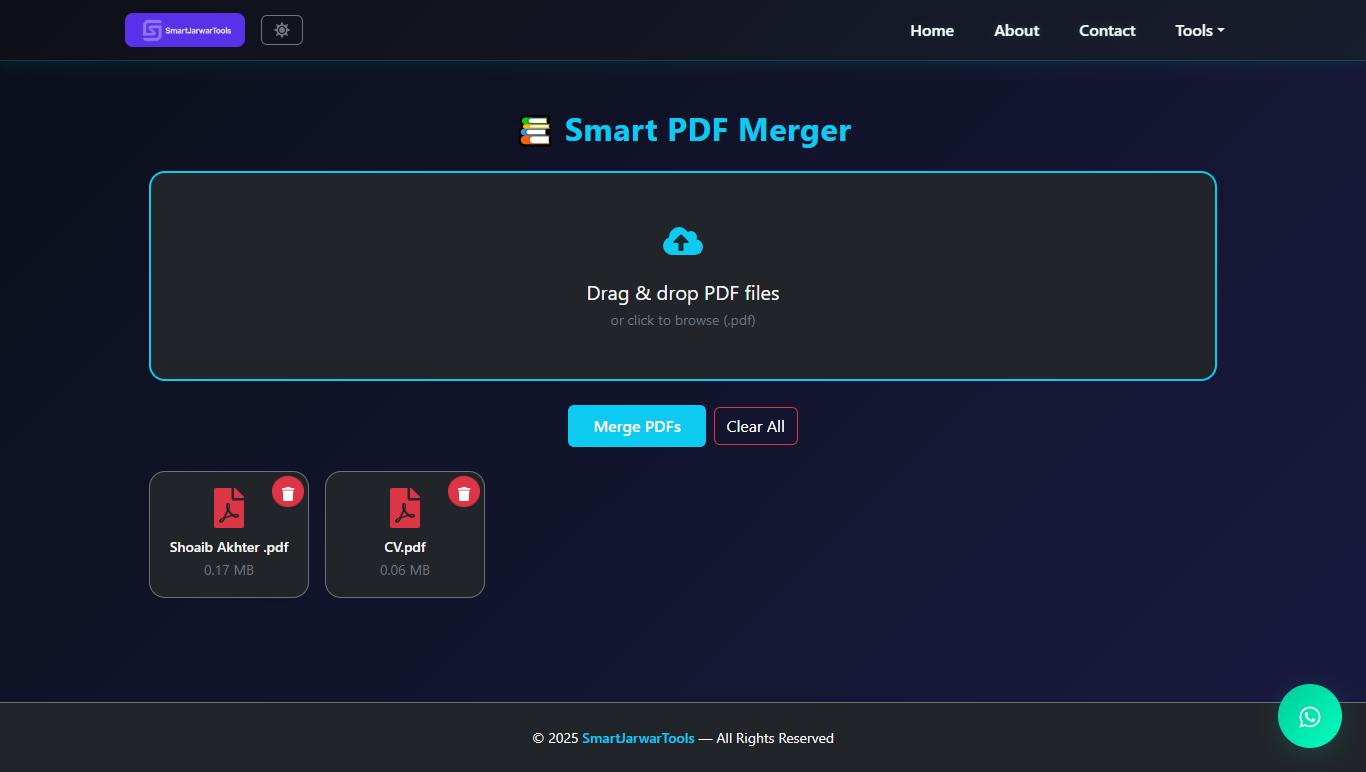 SmartJarwarTools
Home
About
Contact
Tools
Smart PDF Merger
Drag & drop PDF files
or click to browse (.pdf)
Merge PDFs
Clear All
Shoaib Akhter .pdf
0.17 MB
CV.pdf
0.06 MB
© 2025 SmartJarwarTools — All Rights Reserved